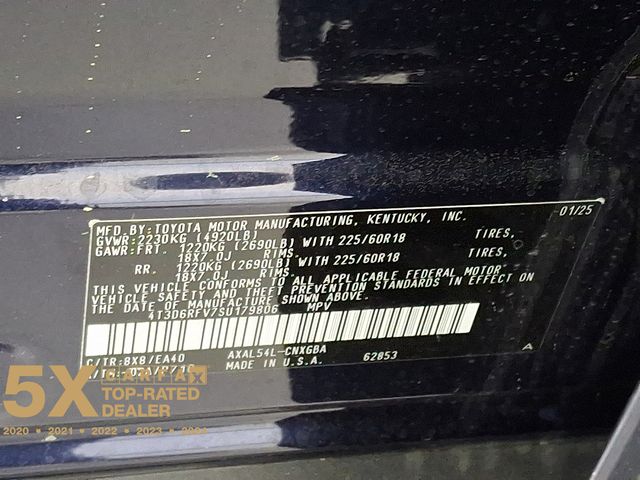 MFD. BY: TOYOTA MOTOR MANUFACTURING, KENTUCKY, INC. 01/25
GVWR: 2230KG (4920LB)
GAWR: FRT. 1220KG (2690LB) WITH 225/60R18 TIRES,
18X7.0J RIMS.
RR. 1220KG (2690LB) WITH 225/60R18 TIRES,
18X7.0J RIMS.
THIS VEHICLE CONFORMS TO ALL APPLICABLE FEDERAL MOTOR
VEHICLE SAFETY AND THEFT PREVENTION STANDARDS IN EFFECT
ON THE DATE OF MANUFACTURE SHOWN ABOVE.
4T3D6RFV7SU179806 MPV
C/TR: 8X8/EA40 AXAL54L-CNXGBA 62853
MADE IN U.S.A. A
5X
CARFAX
TOP-RATED
DEALER
2020 • 2021 • 2022 • 2023 •